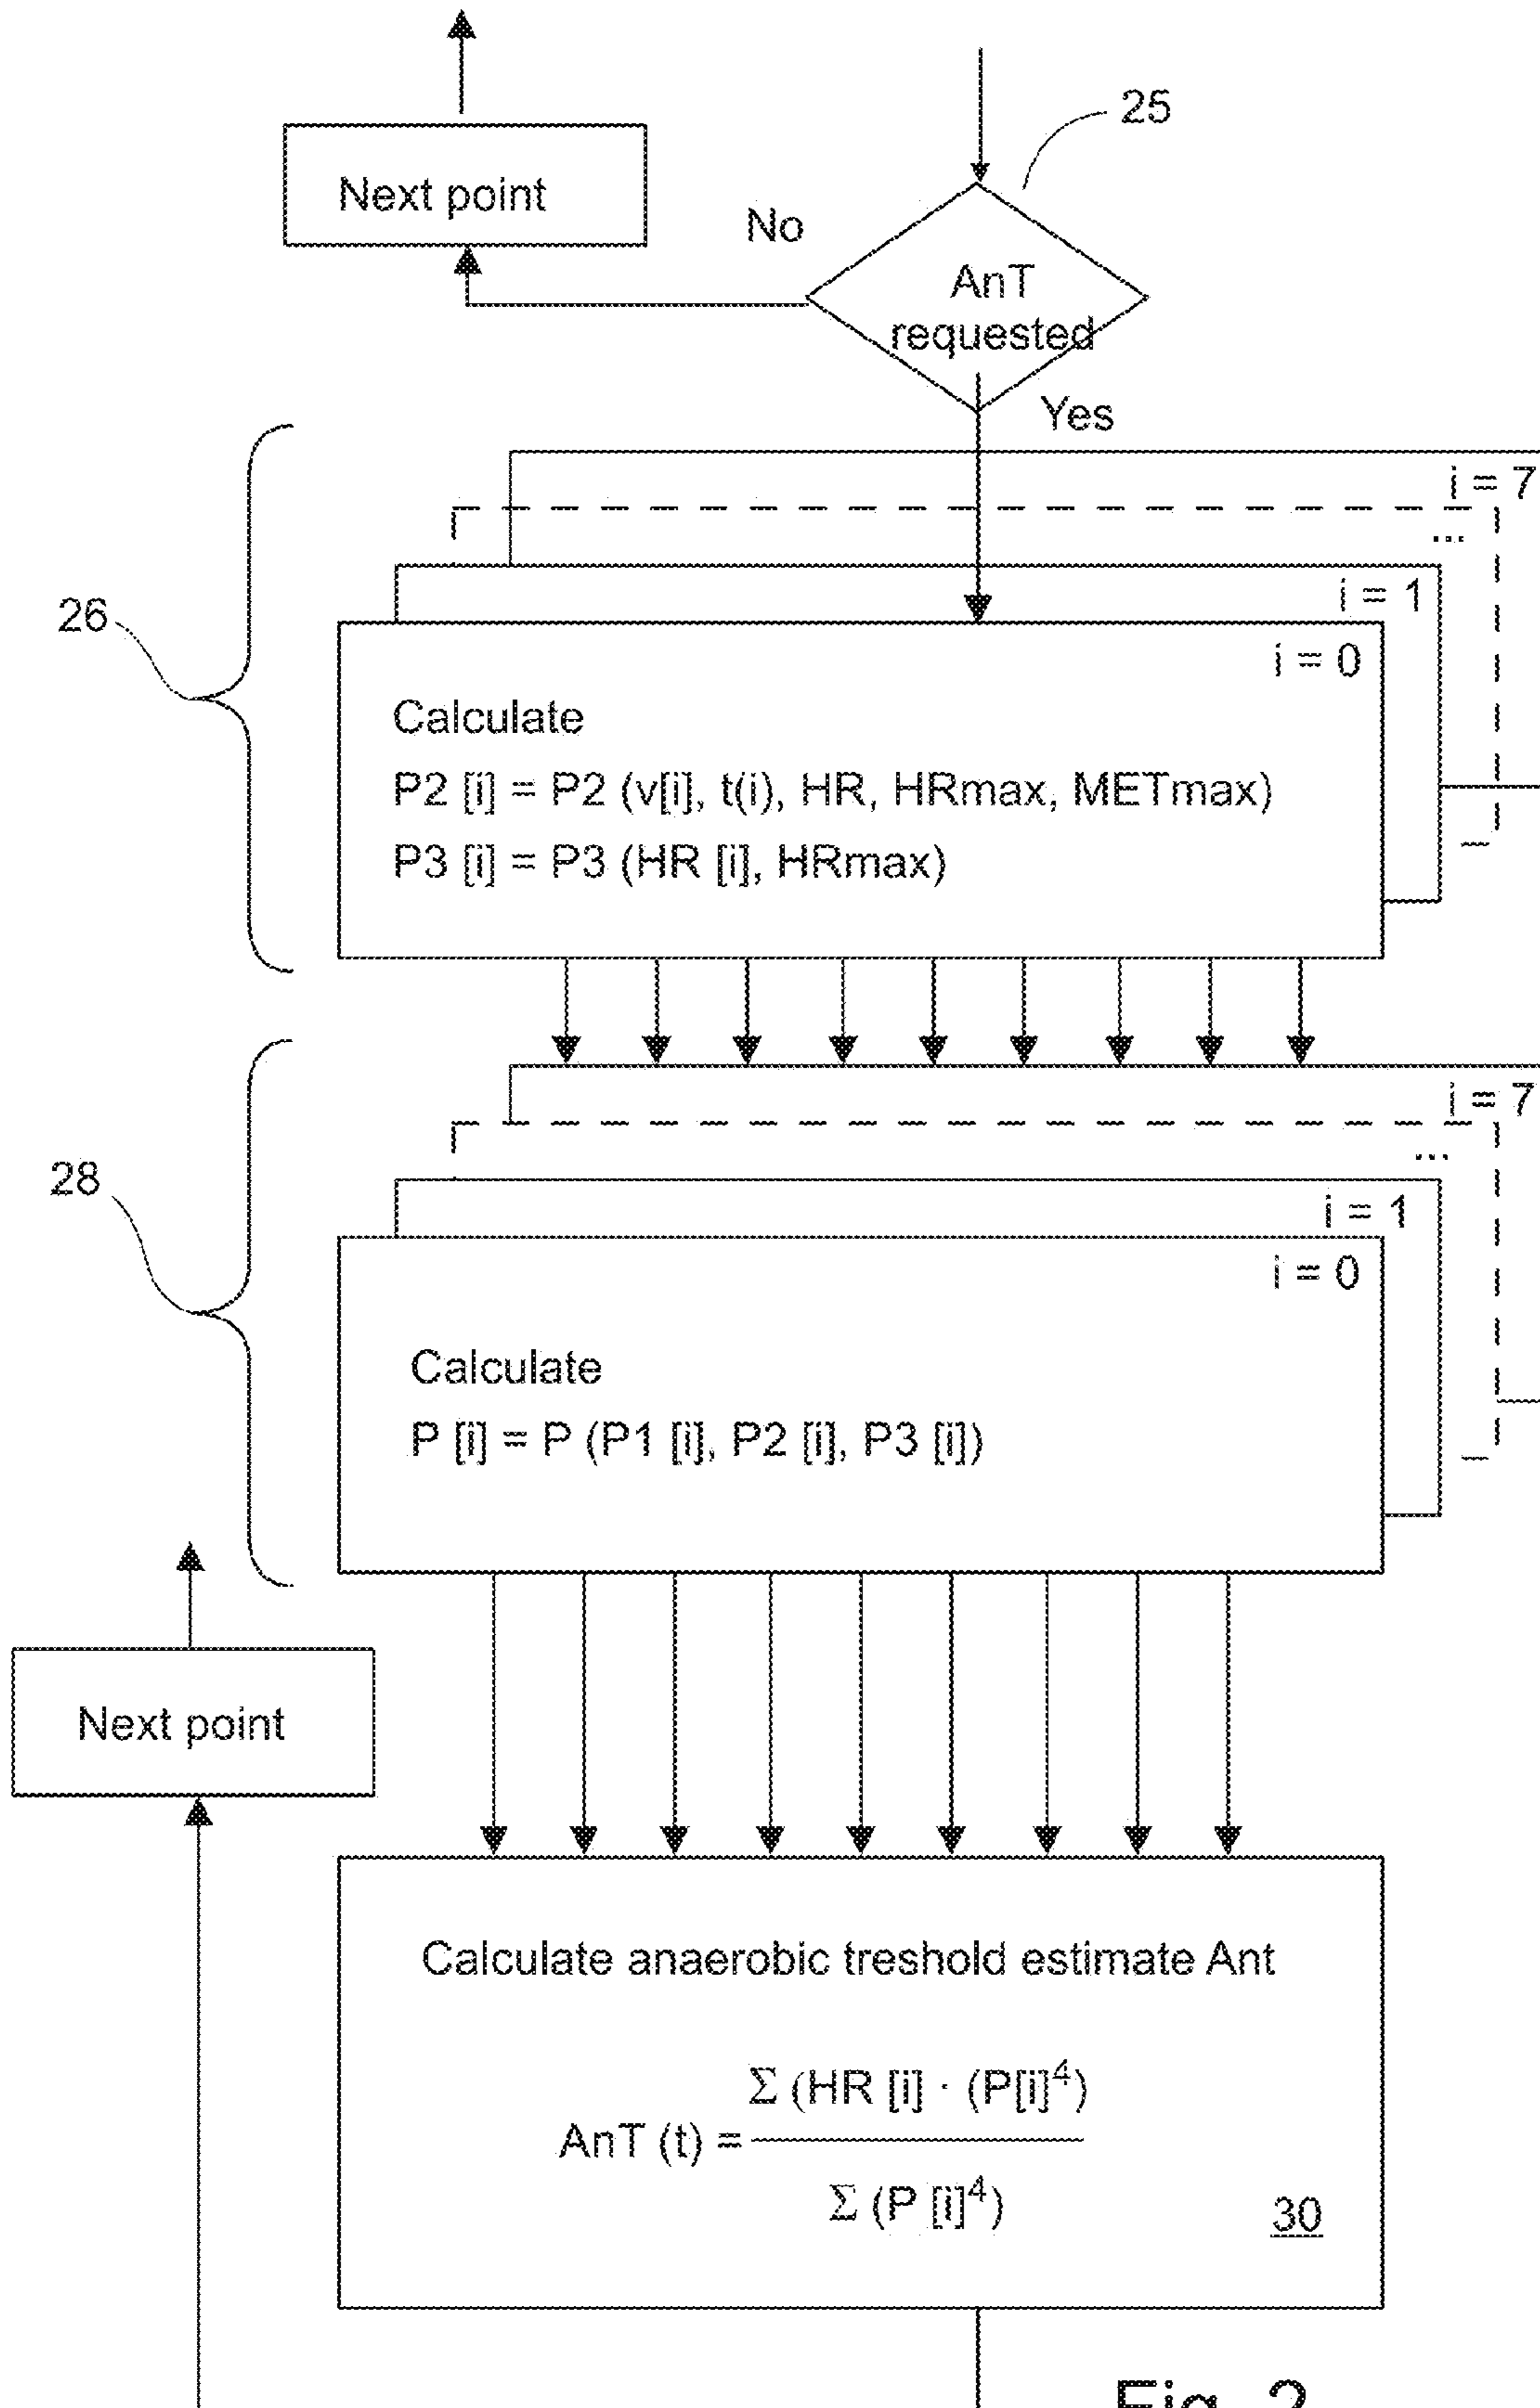 25
Next point
No
AnT
requested
Yes
i = 7
...
i = 1
26
i = 0
Calculate
P2 [i] = P2 (v[i], t(i), HR, HRmax, METmax)
P3 [i] = P3 (HR [i], HRmax)
i = 7
...
28
i = 1
i = 0
Calculate
P [i] = P (P1 [i], P2 [i], P3 [i])
Next point
Calculate anaerobic treshold estimate Ant
Σ (HR [i] · (P[i]⁴)
AnT (t) =
Σ (P [i]⁴)
30
Fig. 2